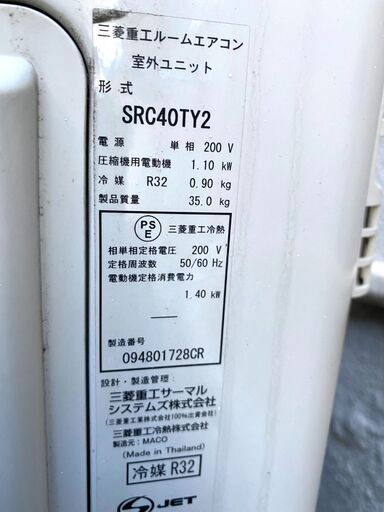 三菱重工ルームエアコン
室外ユニット
形式
SRC40TY2
電源 単相 200 V
圧縮機用電動機 1.10 kW
冷媒 R32 0.90 kg
製品質量 35.0 kg
PS
E 三菱重工冷熱
相単相定格電圧 200 V
定格周波数 50/60 Hz
電動機定格消費電力
1.40 kW
製造番号
094801728CR
設計・製造管理:
三菱重工サーマル
システムズ株式会社
(三菱重工業株式会社100%出資会社)
三菱重工冷熱株式会社
製造元:MACO
(Made in Thailand)
冷媒 R32
JET